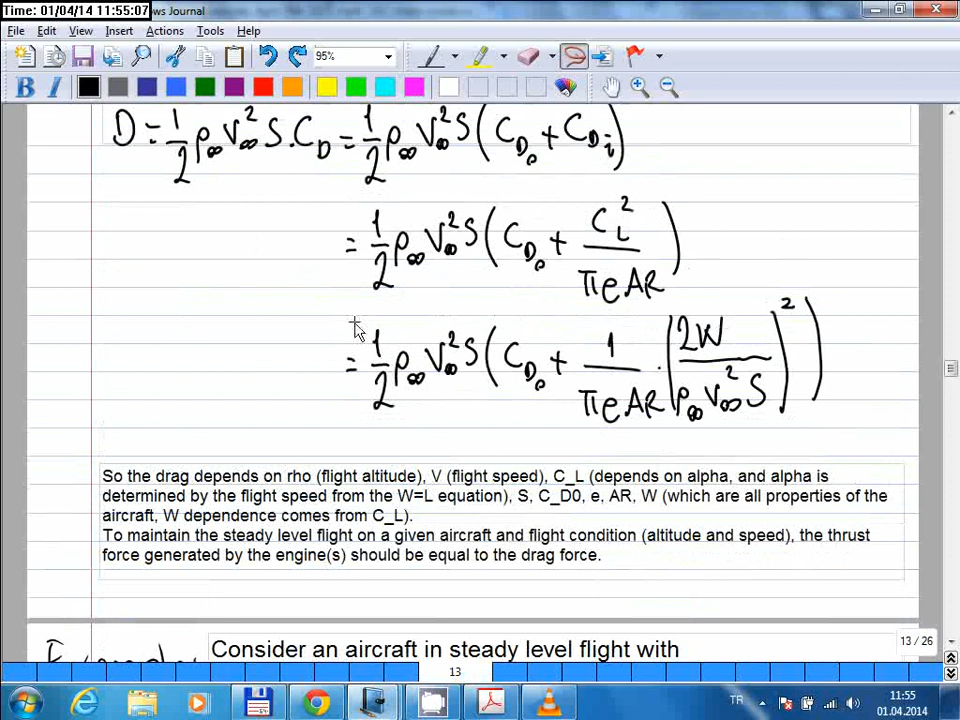 Time: 01/04/14 11:55:07 ows Journal
File Edit View Insert Actions Tools Help
95%
B I
D = 1/2 ρ∞ V∞² S . C_D = 1/2 ρ∞ V∞² S ( C_D₀ + C_Dᵢ )
= 1/2 ρ∞ V∞² S ( C_D₀ + C_L² / π e AR )
= 1/2 ρ∞ V∞² S ( C_D₀ + 1 / π e AR . ( 2W / ρ∞ V∞² S )² )
So the drag depends on rho (flight altitude), V (flight speed), C_L (depends on alpha, and alpha is
determined by the flight speed from the W=L equation), S, C_D0, e, AR, W (which are all properties of the
aircraft, W dependence comes from C_L).
To maintain the steady level flight on a given aircraft and flight condition (altitude and speed), the thrust
force generated by the engine(s) should be equal to the drag force.
Consider an aircraft in steady level flight with
13 / 26
13
TR
11:55
01.04.2014